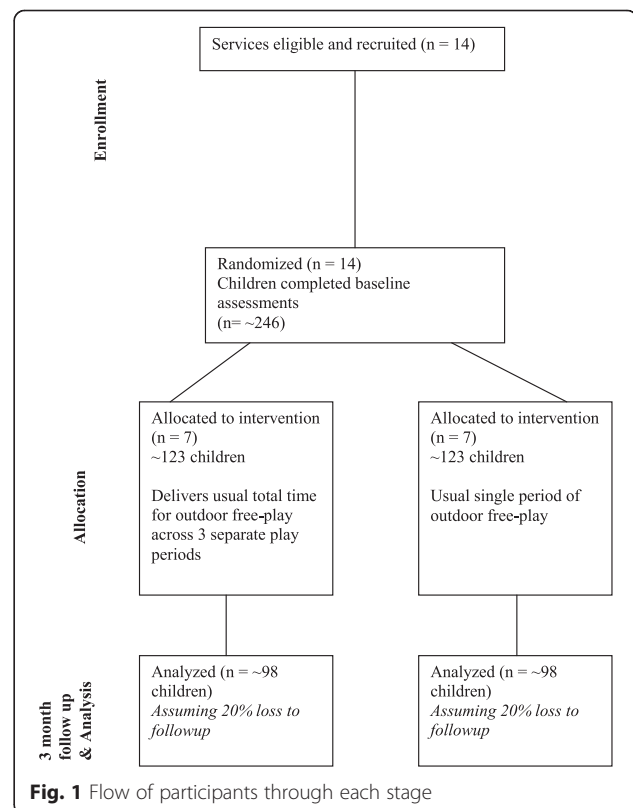 Services eligible and recruited (n = 14)
Enrollment
Randomized (n = 14)
Children completed baseline
assessments
(n= ~246)
Allocation
Allocated to intervention
(n = 7)
~123 children
Delivers usual total time
for outdoor free-play
across 3 separate play
periods
Allocated to intervention
(n = 7)
~123 children
Usual single period of
outdoor free-play
3 month
follow up
& Analysis
Analyzed (n = ~98
children)
Assuming 20% loss to
followup
Analyzed (n = ~98
children)
Assuming 20% loss to
followup
Fig. 1 Flow of participants through each stage